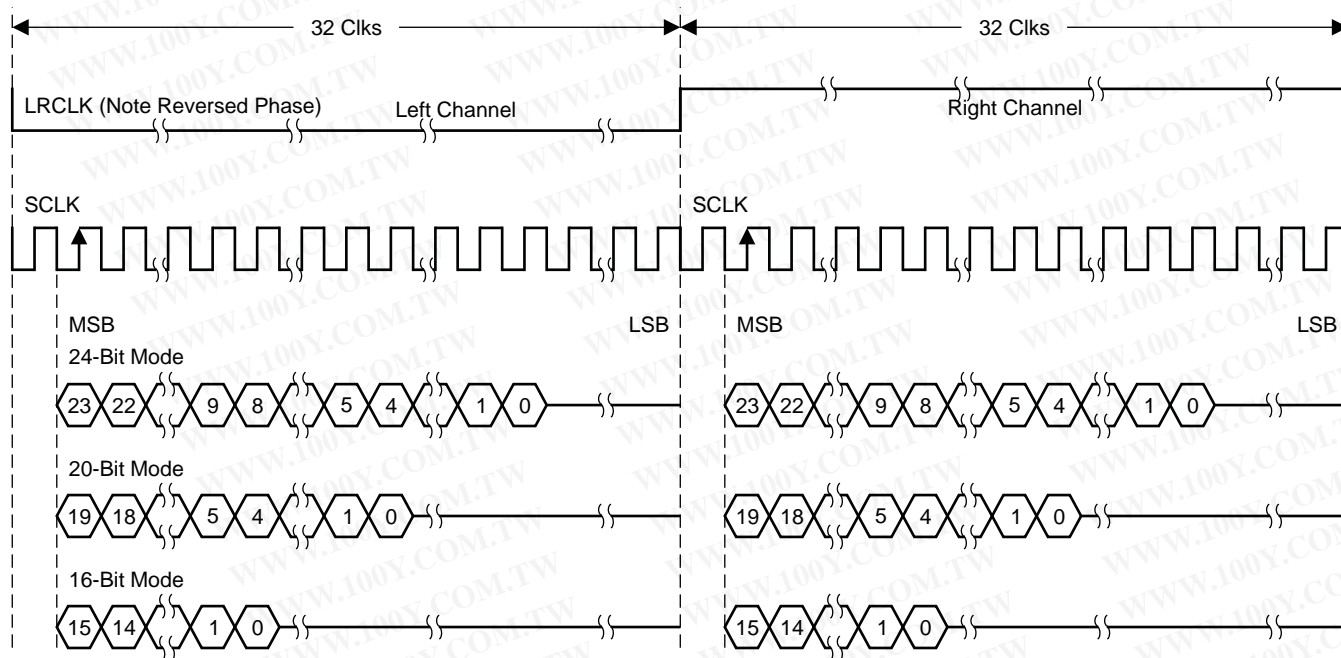 32 Clks 32 Clks
LRCLK (Note Reversed Phase) Left Channel Right Channel
SCLK SCLK
MSB LSB MSB LSB
24-Bit Mode
23 22 9 8 5 4 1 0 23 22 9 8 5 4 1 0
20-Bit Mode
19 18 5 4 1 0 19 18 5 4 1 0
16-Bit Mode
15 14 1 0 15 14 1 0
WWW.100Y.COM.TW